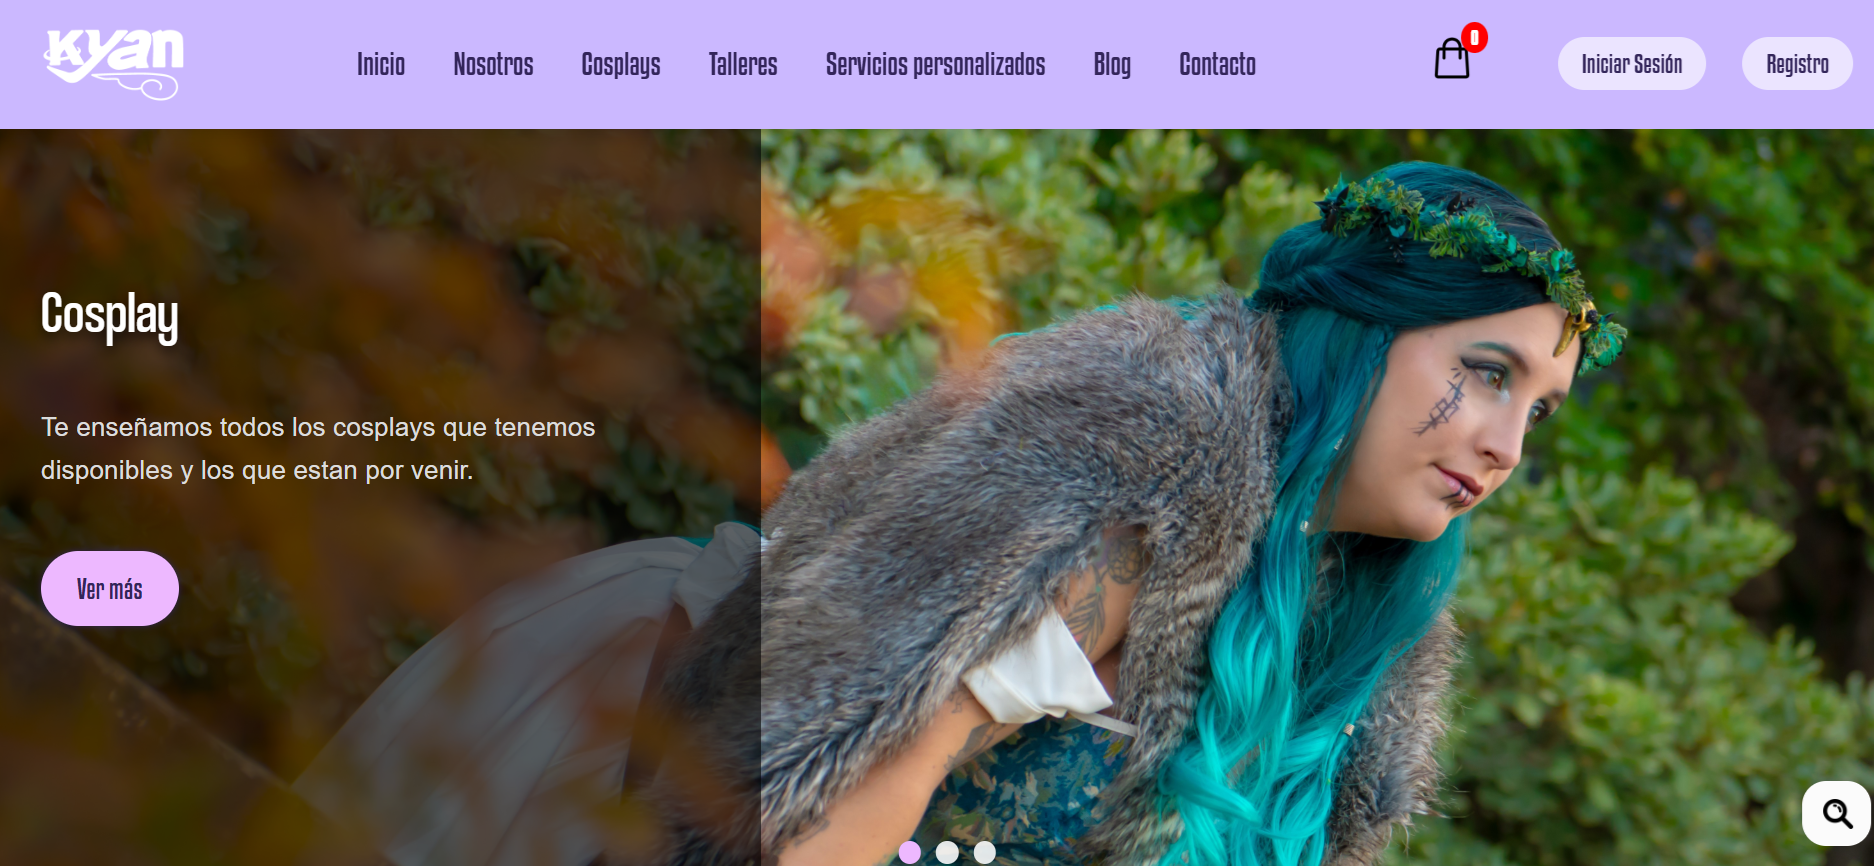 Kyan
Inicio
Nosotros
Cosplays
Talleres
Servicios personalizados
Blog
Contacto
0
Iniciar Sesión
Registro
Cosplay
Te enseñamos todos los cosplays que tenemos
disponibles y los que estan por venir.
Ver más